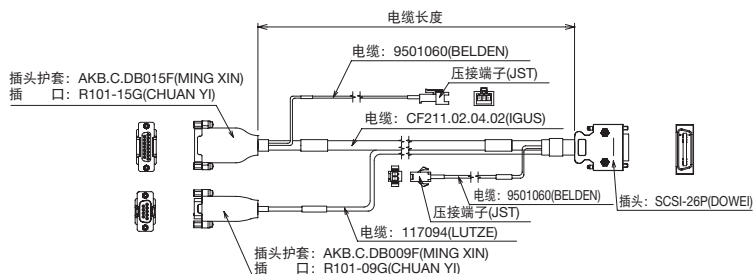 电缆长度
电缆：9501060(BELDEN)
压接端子(JST)
插头护套：AKB.C.DB015F(MING XIN)
插　　口：R101-15G(CHUAN YI)
电缆：CF211.02.04.02(IGUS)
电缆：9501060(BELDEN)
插头：SCSI-26P(DOWEI)
压接端子(JST)
电缆：117094(LUTZE)
插头护套：AKB.C.DB009F(MING XIN)
插　　口：R101-09G(CHUAN YI)